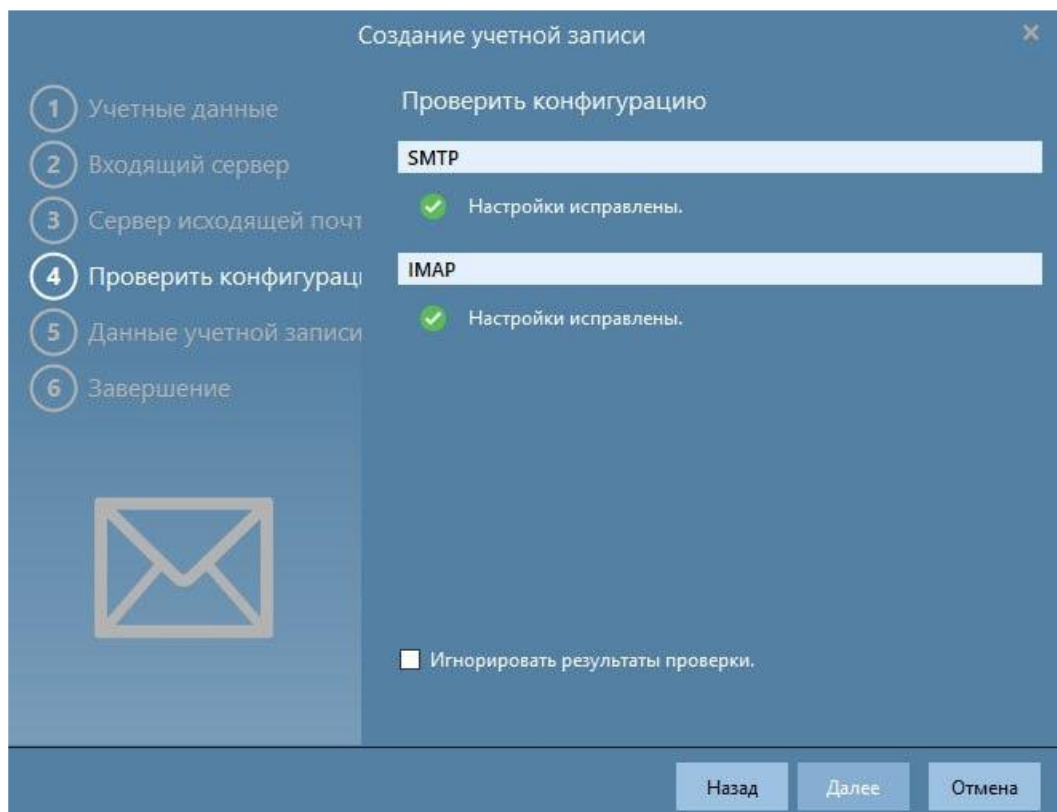 Создание учетной записи
1 Учетные данные
2 Входящий сервер
3 Сервер исходящей почт
4 Проверить конфигурац
5 Данные учетной записи
6 Завершение
Проверить конфигурацию
SMTP
Настройки исправлены.
IMAP
Настройки исправлены.
Игнорировать результаты проверки.
Назад
Далее
Отмена